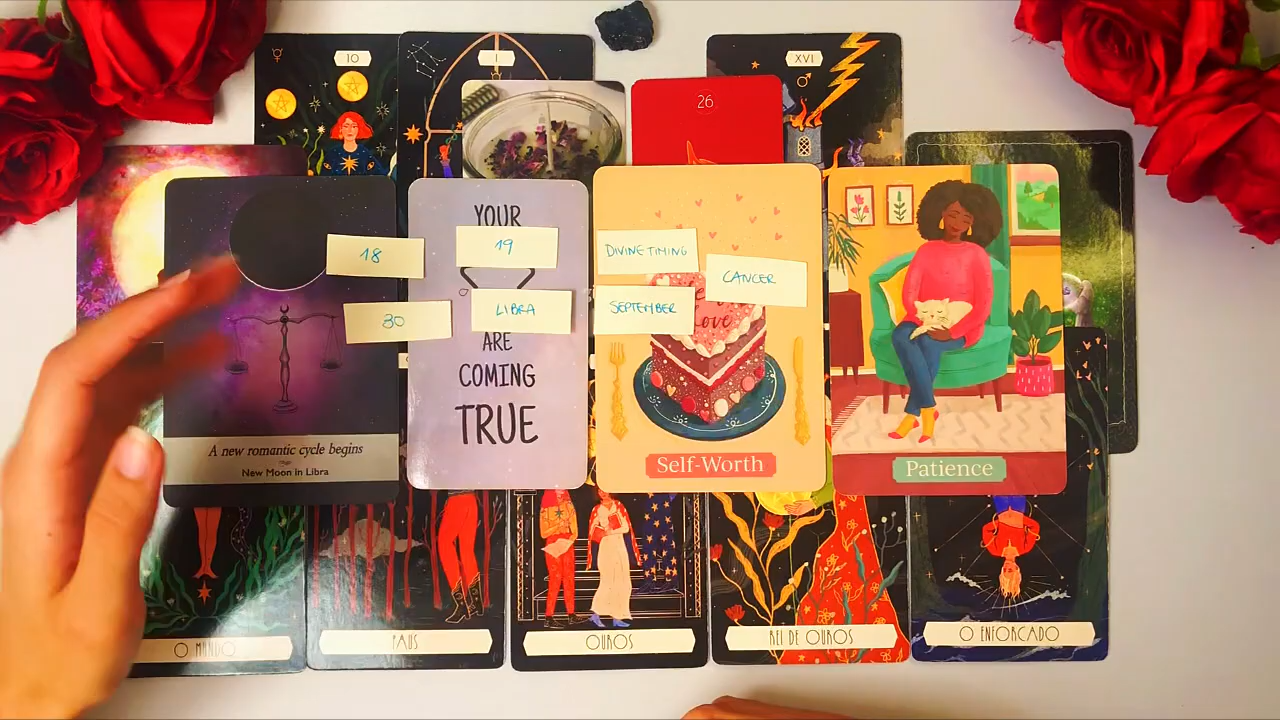 10
I
XVI
26
YOUR
18
19
DIVINE TIMING
CANCER
30
LIBRA
SEPTEMBER
Love
ARE
COMING
TRUE
A new romantic cycle begins
New Moon in Libra
Self-Worth
Patience
O MUNDO
PAUS
OUROS
REI DE OUROS
O ENFORCADO